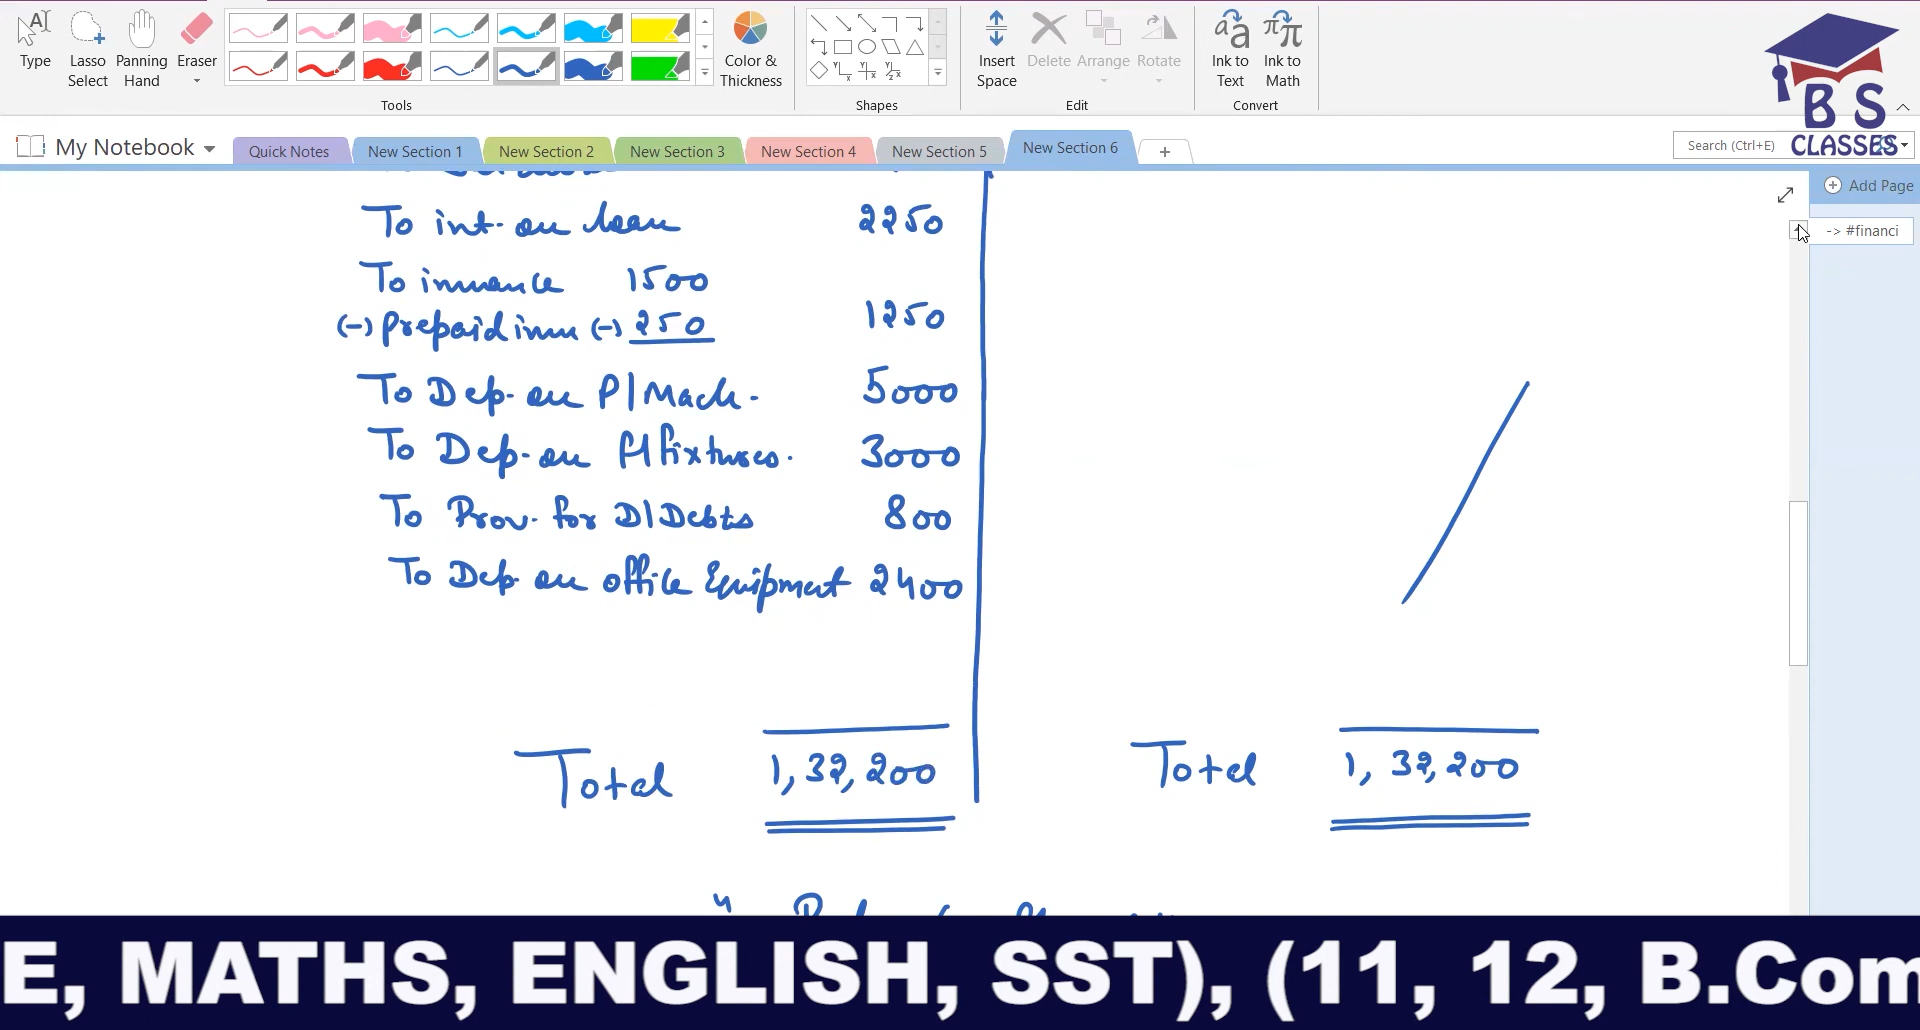 Type
Lasso Select
Panning Hand
Eraser
Color & Thickness
Insert Space
Delete
Arrange
Rotate
Ink to Text
Ink to Math
Tools
Shapes
Edit
Convert
BS
CLASSES
My Notebook
Quick Notes
New Section 1
New Section 2
New Section 3
New Section 4
New Section 5
New Section 6
Search (Ctrl+E)
Add Page
-> #financi
To int. on loan 2250
To insurance 1500
(-) Prepaid insu (-) 250 1250
To Dep. on P|Mach. 5000
To Dep. on f|fixtures. 3000
To Prov. for D|Debts 800
To Dep on office Equipment 2400
Total 1,32,200
Total 1,32,200
E, MATHS, ENGLISH, SST), (11, 12, B.Com